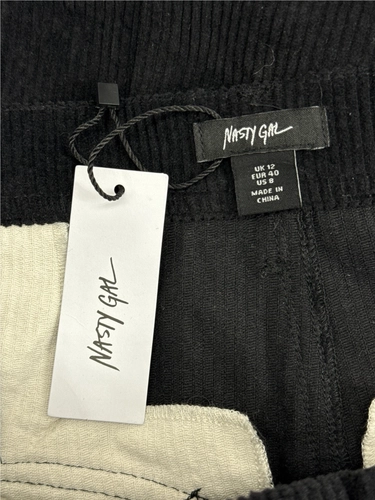 NASTY GAL
UK 12
EUR 40
US 8
MADE IN
CHINA
NASTY GAL